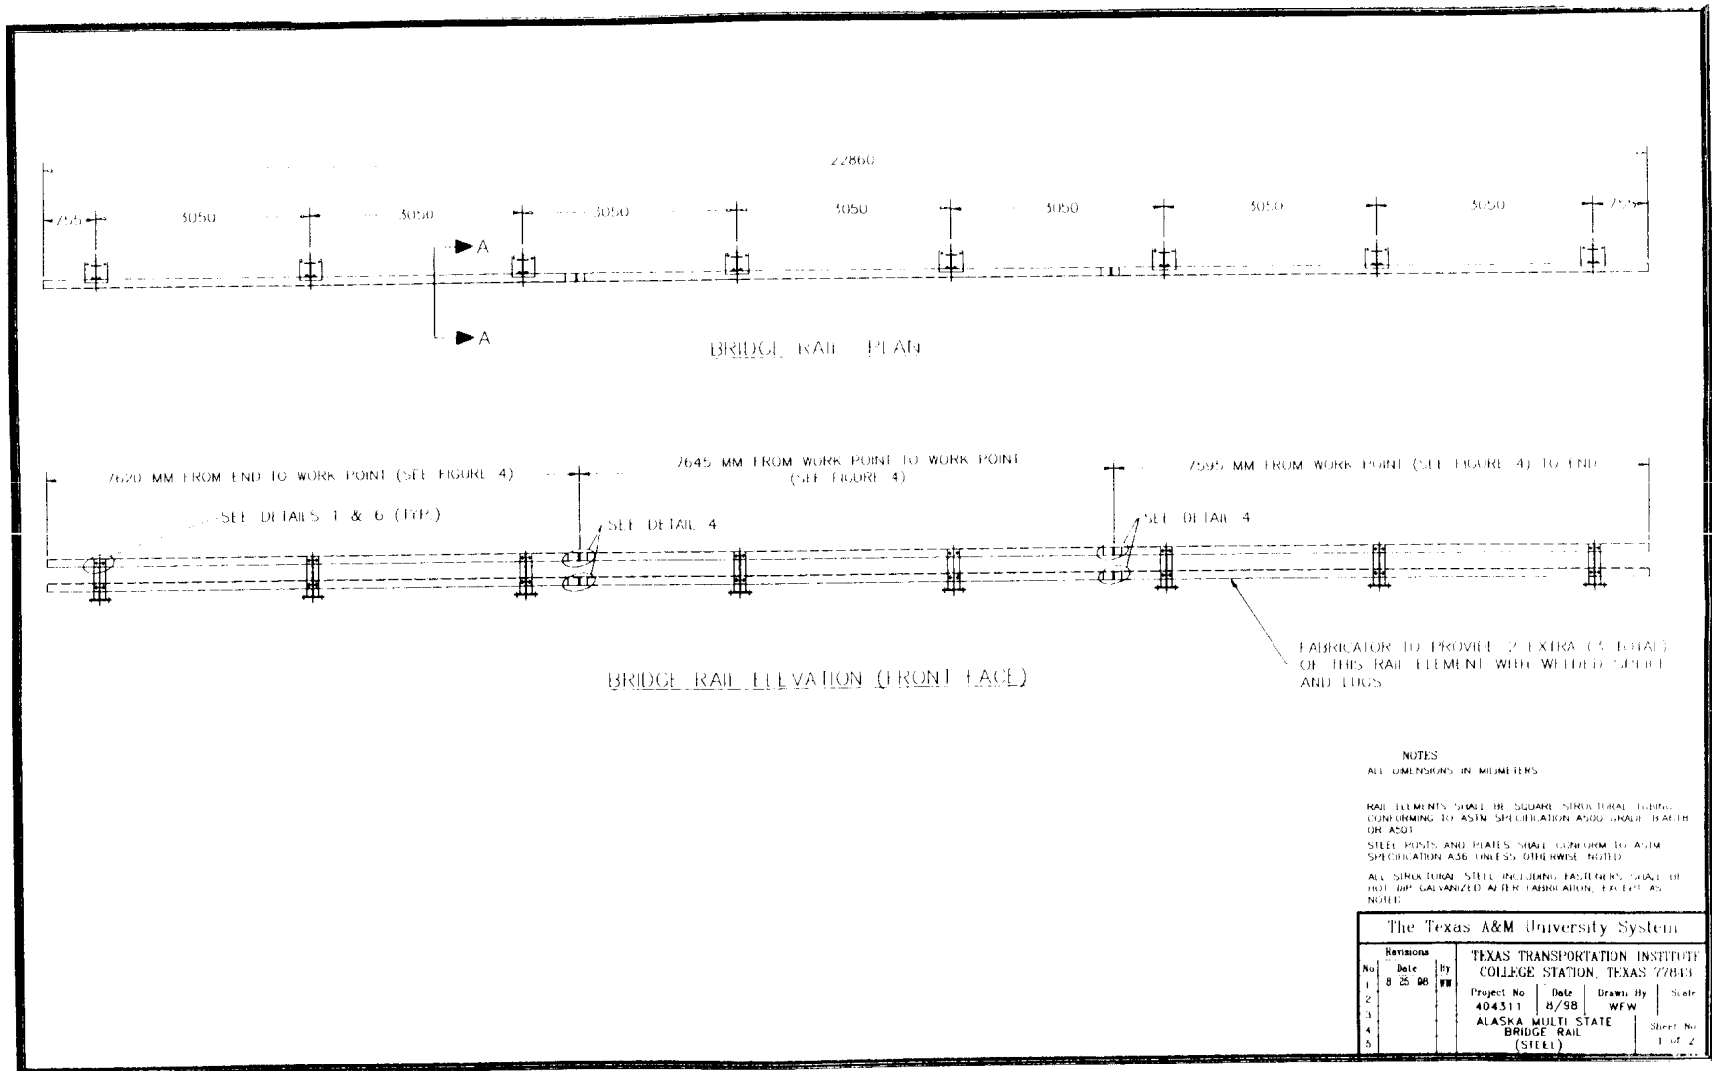 22860
755 3050 3050 3050 3050 3050 3050 3050 755
A
A
BRIDGE RAIL PLAN
7620 MM FROM END TO WORK POINT (SEE FIGURE 4)
7645 MM FROM WORK POINT TO WORK POINT
(SEE FIGURE 4)
7595 MM FROM WORK POINT (SEE FIGURE 4) TO END
SEE DETAILS 1 & 6 (TYP.)
SEE DETAIL 4
SEE DETAIL 4
FABRICATOR TO PROVIDE 2 EXTRA (3 TOTAL)
OF THIS RAIL ELEMENT WITH WELDED SPLICE
AND LUGS
BRIDGE RAIL ELEVATION (FRONT FACE)
NOTES
ALL DIMENSIONS IN MILIMETERS
RAIL ELEMENTS SHALL BE SQUARE STRUCTURAL TUBING
CONFORMING TO ASTM SPECIFICATION A500 GRADE
OR A501
STEEL POSTS AND PLATES SHALL CONFORM TO ASTM
SPECIFICATION A36 UNLESS OTHERWISE NOTED
ALL STRUCTURAL STEEL INCLUDING FASTENERS SHALL BE
HOT DIP GALVANIZED AFTER FABRICATION, EXCEPT AS
NOTED
The Texas A&M University System
Revisions
No Date By
1 8 25 98 WW
2
3
4
5
TEXAS TRANSPORTATION INSTITUTE
COLLEGE STATION, TEXAS 77843
Project No Date Drawn By Scale
404311 8/98 WFW
ALASKA MULTI STATE
BRIDGE RAIL
(STEEL)
Sheet No
1 of 2